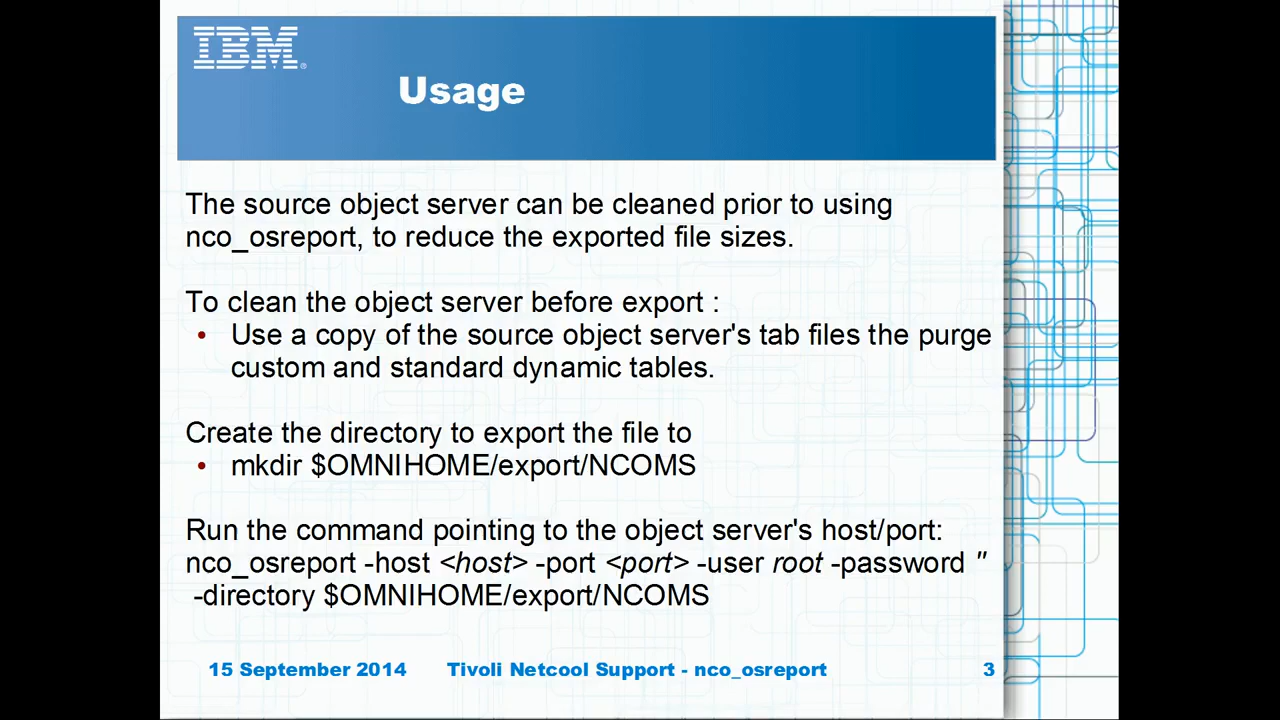 IBM®
Usage
The source object server can be cleaned prior to using
nco_osreport, to reduce the exported file sizes.
To clean the object server before export :
• Use a copy of the source object server's tab files the purge
custom and standard dynamic tables.
Create the directory to export the file to
• mkdir $OMNIHOME/export/NCOMS
Run the command pointing to the object server's host/port:
nco_osreport -host <host> -port <port> -user root -password ''
-directory $OMNIHOME/export/NCOMS
15 September 2014 Tivoli Netcool Support - nco_osreport 3